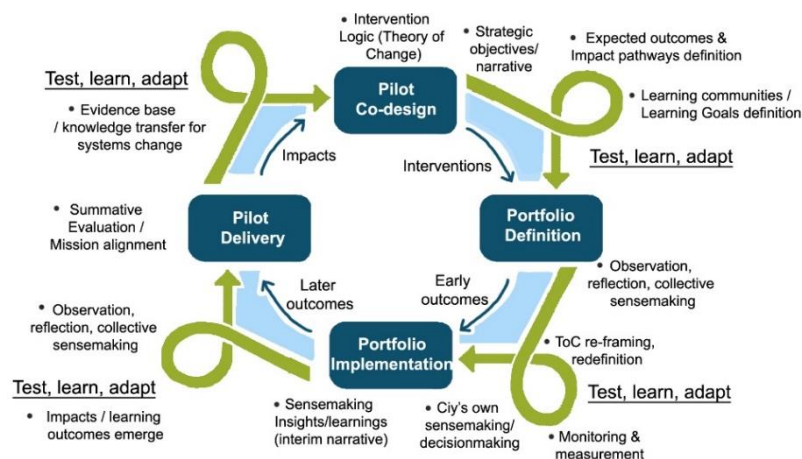 • Intervention
Logic (Theory of
Change)
• Strategic
objectives/
narrative
• Expected outcomes &
Impact pathways definition
• Learning communities /
Learning Goals definition
Test, learn, adapt
Pilot
Co-design
Test, learn, adapt
• Evidence base
/ knowledge transfer for
systems change
Impacts
Interventions
• Summative
Evaluation /
Mission alignment
Pilot
Delivery
Portfolio
Definition
• Observation,
reflection, collective
sensemaking
Later
outcomes
Early
outcomes
• Observation,
reflection, collective
sensemaking
Portfolio
Implementation
• ToC re-framing,
redefinition
Test, learn, adapt
• Impacts / learning
outcomes emerge
• Sensemaking
Insights/learnings
(interim narrative)
• Ciy's own
sensemaking/
decisionmaking
Test, learn, adapt
• Monitoring &
measurement